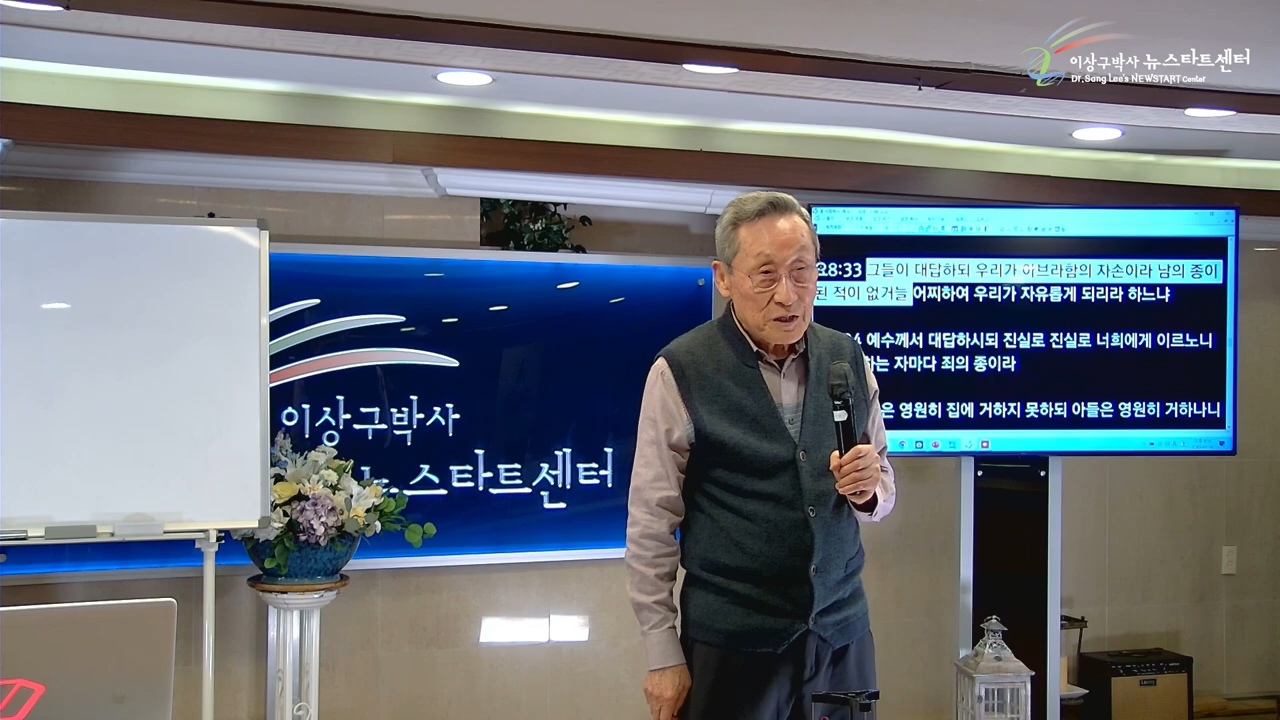 이상구박사 뉴스타트센터
Dr. Sang Lee's NEWSTART Center
8:33 그들이 대답하되 우리가 아브라함의 자손이라 남의 종이
된 적이 없거늘 어찌하여 우리가 자유롭게 되리라 하느냐
예수께서 대답하시되 진실로 진실로 너희에게 이르노니
하는 자마다 죄의 종이라
은 영원히 집에 거하지 못하되 아들은 영원히 거하나니
이상구박사
뉴스타트센터